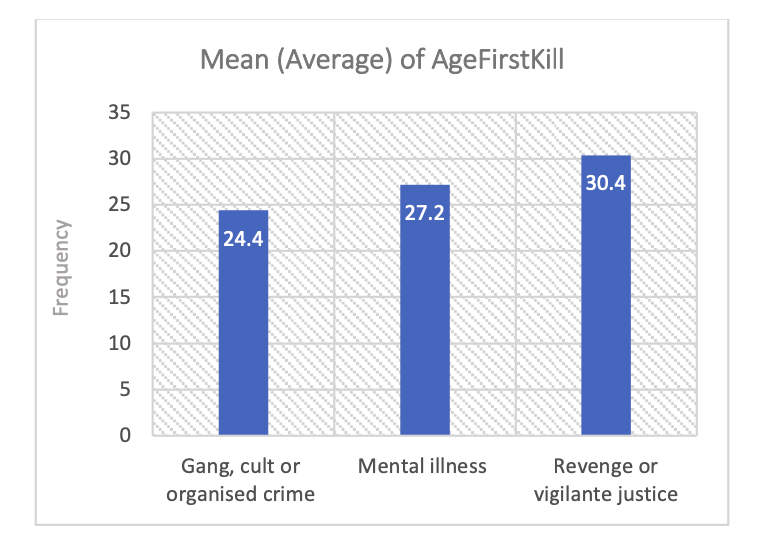 Mean (Average) of AgeFirstKill
35
30
25
20
15
10
5
0
Frequency
24.4
27.2
30.4
Gang, cult or
organised crime
Mental illness
Revenge or
vigilante justice